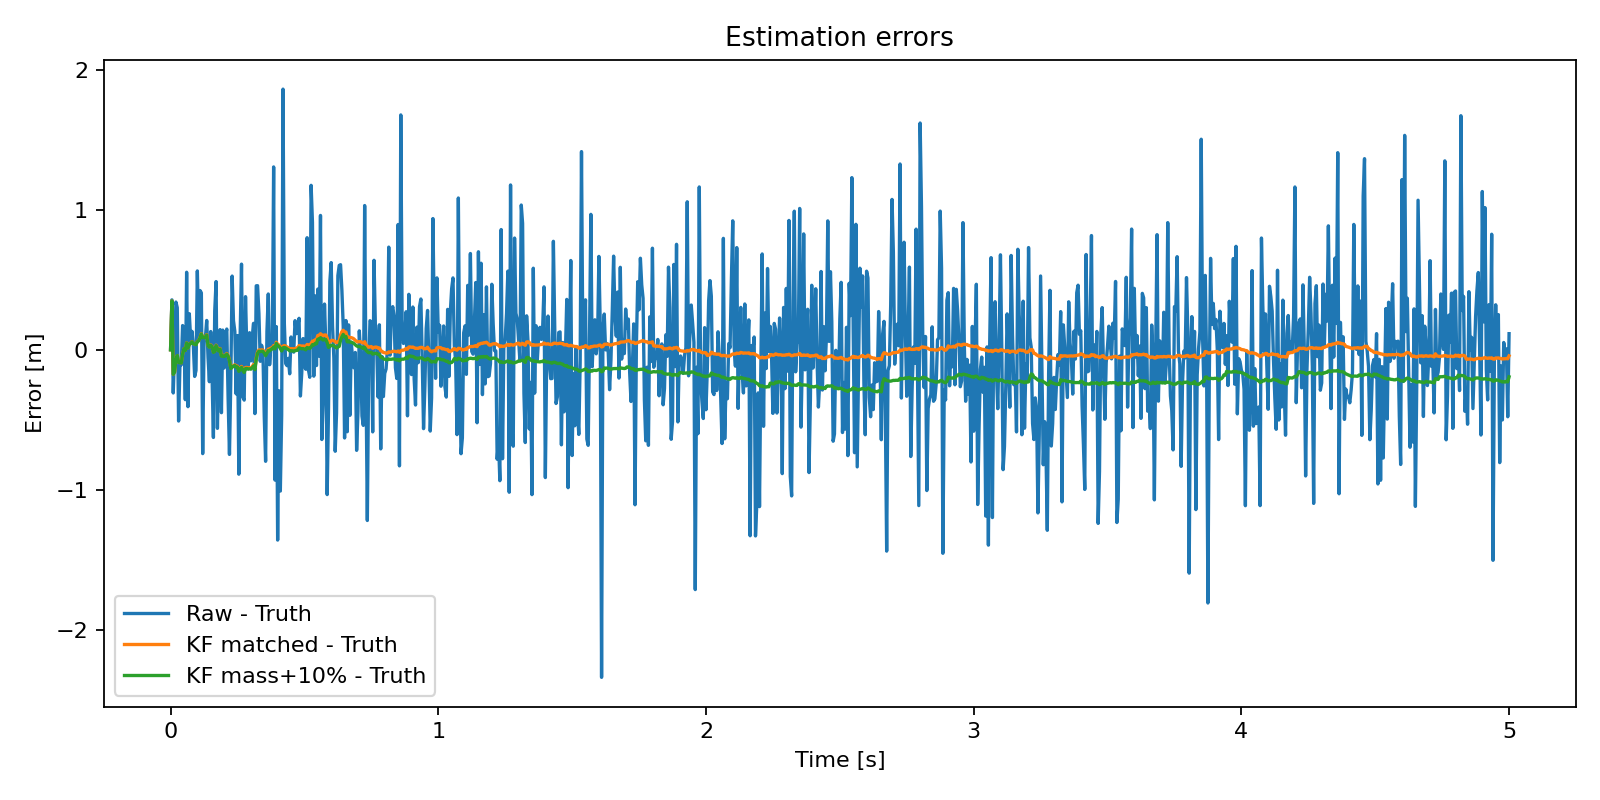 Estimation errors
Error [m]
2
1
0
−1
−2
Raw - Truth
KF matched - Truth
KF mass+10% - Truth
0 1 2 3 4 5
Time [s]